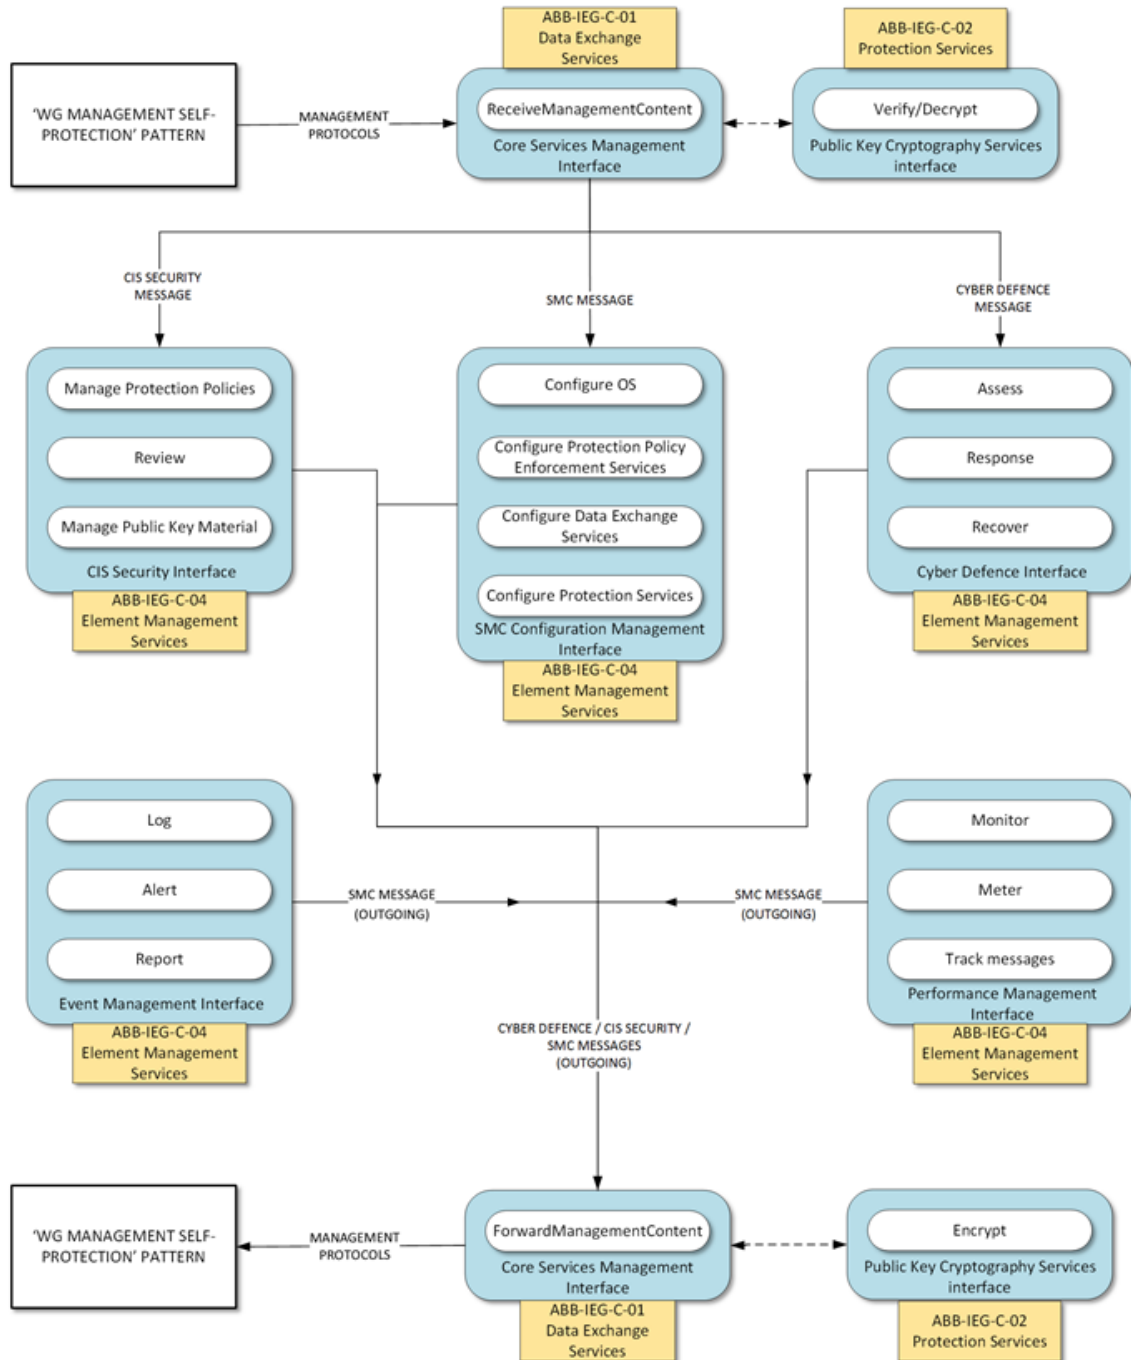 ABB-IEG-C-01
Data Exchange
Services
ABB-IEG-C-02
Protection Services
'WG MANAGEMENT SELF-
PROTECTION' PATTERN
MANAGEMENT
PROTOCOLS
ReceiveManagementContent
Core Services Management
Interface
Verify/Decrypt
Public Key Cryptography Services
interface
CIS SECURITY
MESSAGE
SMC MESSAGE
CYBER DEFENCE
MESSAGE
Manage Protection Policies
Review
Manage Public Key Material
CIS Security Interface
ABB-IEG-C-04
Element Management
Services
Configure OS
Configure Protection Policy
Enforcement Services
Configure Data Exchange
Services
Configure Protection Services
SMC Configuration Management
Interface
ABB-IEG-C-04
Element Management
Services
Assess
Response
Recover
Cyber Defence Interface
ABB-IEG-C-04
Element Management
Services
Log
Alert
Report
Event Management Interface
ABB-IEG-C-04
Element Management
Services
SMC MESSAGE
(OUTGOING)
SMC MESSAGE
(OUTGOING)
Monitor
Meter
Track messages
Performance Management
Interface
ABB-IEG-C-04
Element Management
Services
CYBER DEFENCE / CIS SECURITY /
SMC MESSAGES
(OUTGOING)
'WG MANAGEMENT SELF-
PROTECTION' PATTERN
MANAGEMENT
PROTOCOLS
ForwardManagementContent
Core Services Management
Interface
ABB-IEG-C-01
Data Exchange
Services
Encrypt
Public Key Cryptography Services
interface
ABB-IEG-C-02
Protection Services